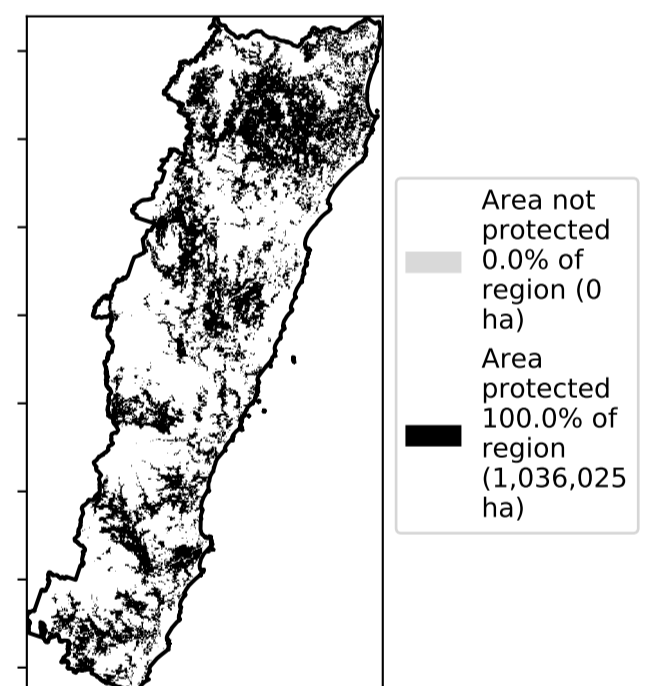 Area not
protected
0.0% of
region (0
ha)
Area
protected
100.0% of
region
(1,036,025
ha)